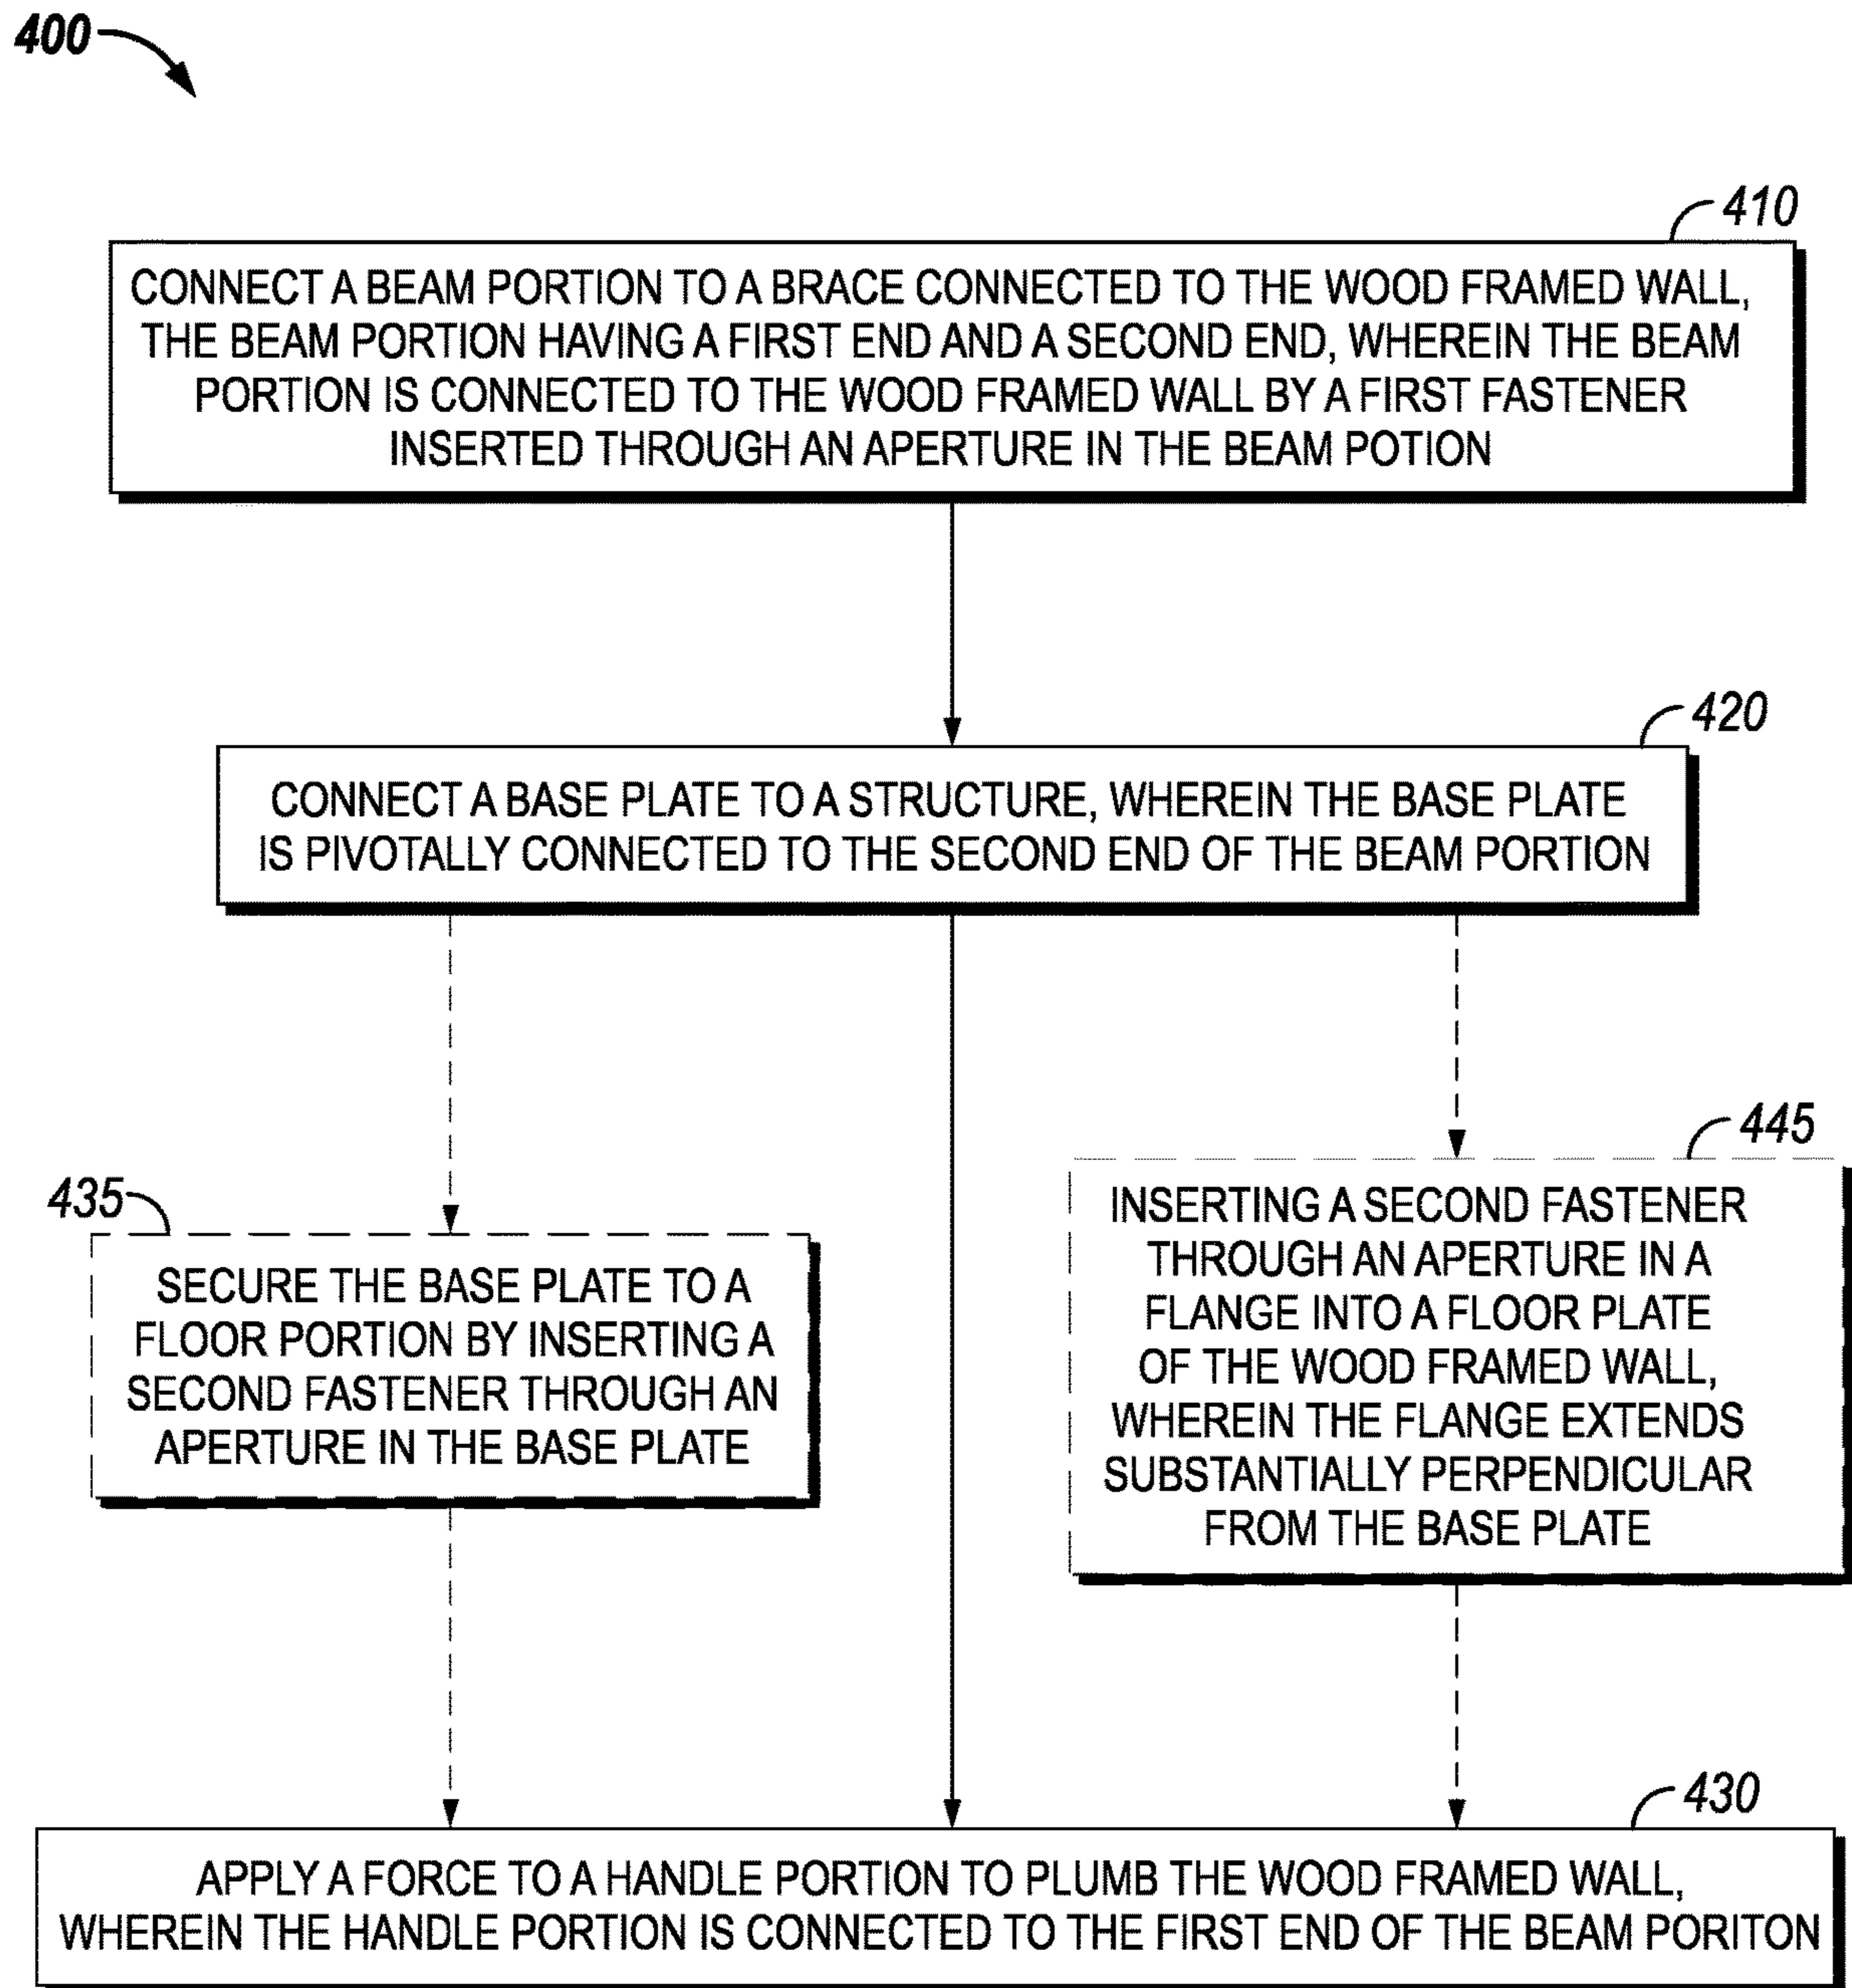 400
410
CONNECT A BEAM PORTION TO A BRACE CONNECTED TO THE WOOD FRAMED WALL,
THE BEAM PORTION HAVING A FIRST END AND A SECOND END, WHEREIN THE BEAM
PORTION IS CONNECTED TO THE WOOD FRAMED WALL BY A FIRST FASTENER
INSERTED THROUGH AN APERTURE IN THE BEAM POTION
420
CONNECT A BASE PLATE TO A STRUCTURE, WHEREIN THE BASE PLATE
IS PIVOTALLY CONNECTED TO THE SECOND END OF THE BEAM PORTION
435
SECURE THE BASE PLATE TO A
FLOOR PORTION BY INSERTING A
SECOND FASTENER THROUGH AN
APERTURE IN THE BASE PLATE
445
INSERTING A SECOND FASTENER
THROUGH AN APERTURE IN A
FLANGE INTO A FLOOR PLATE
OF THE WOOD FRAMED WALL,
WHEREIN THE FLANGE EXTENDS
SUBSTANTIALLY PERPENDICULAR
FROM THE BASE PLATE
430
APPLY A FORCE TO A HANDLE PORTION TO PLUMB THE WOOD FRAMED WALL,
WHEREIN THE HANDLE PORTION IS CONNECTED TO THE FIRST END OF THE BEAM PORITON